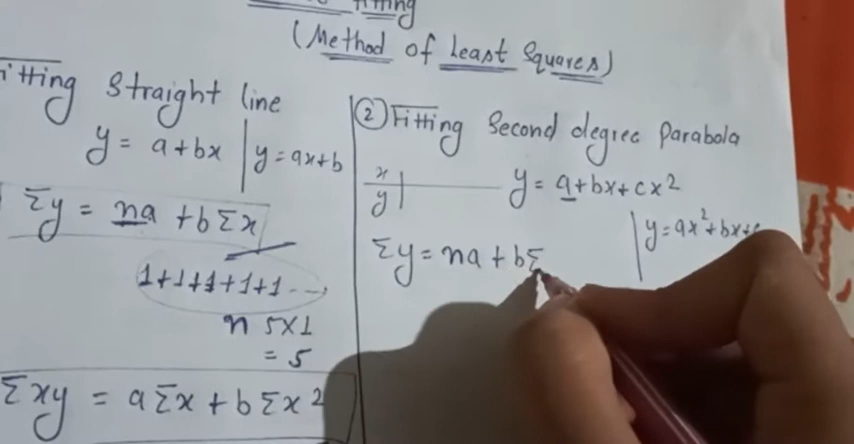 (Method of Least Squares)
Fitting Straight line
y = a+bx | y = ax+b
Σy = na + bΣx
1+1+1+1+1 ...
n 5×1
= 5
Σxy = aΣx + bΣx²
② Fitting Second degree Parabola
x
y
y = a+bx+cx²
y = ax²+bx+c
Σy = na + bΣ